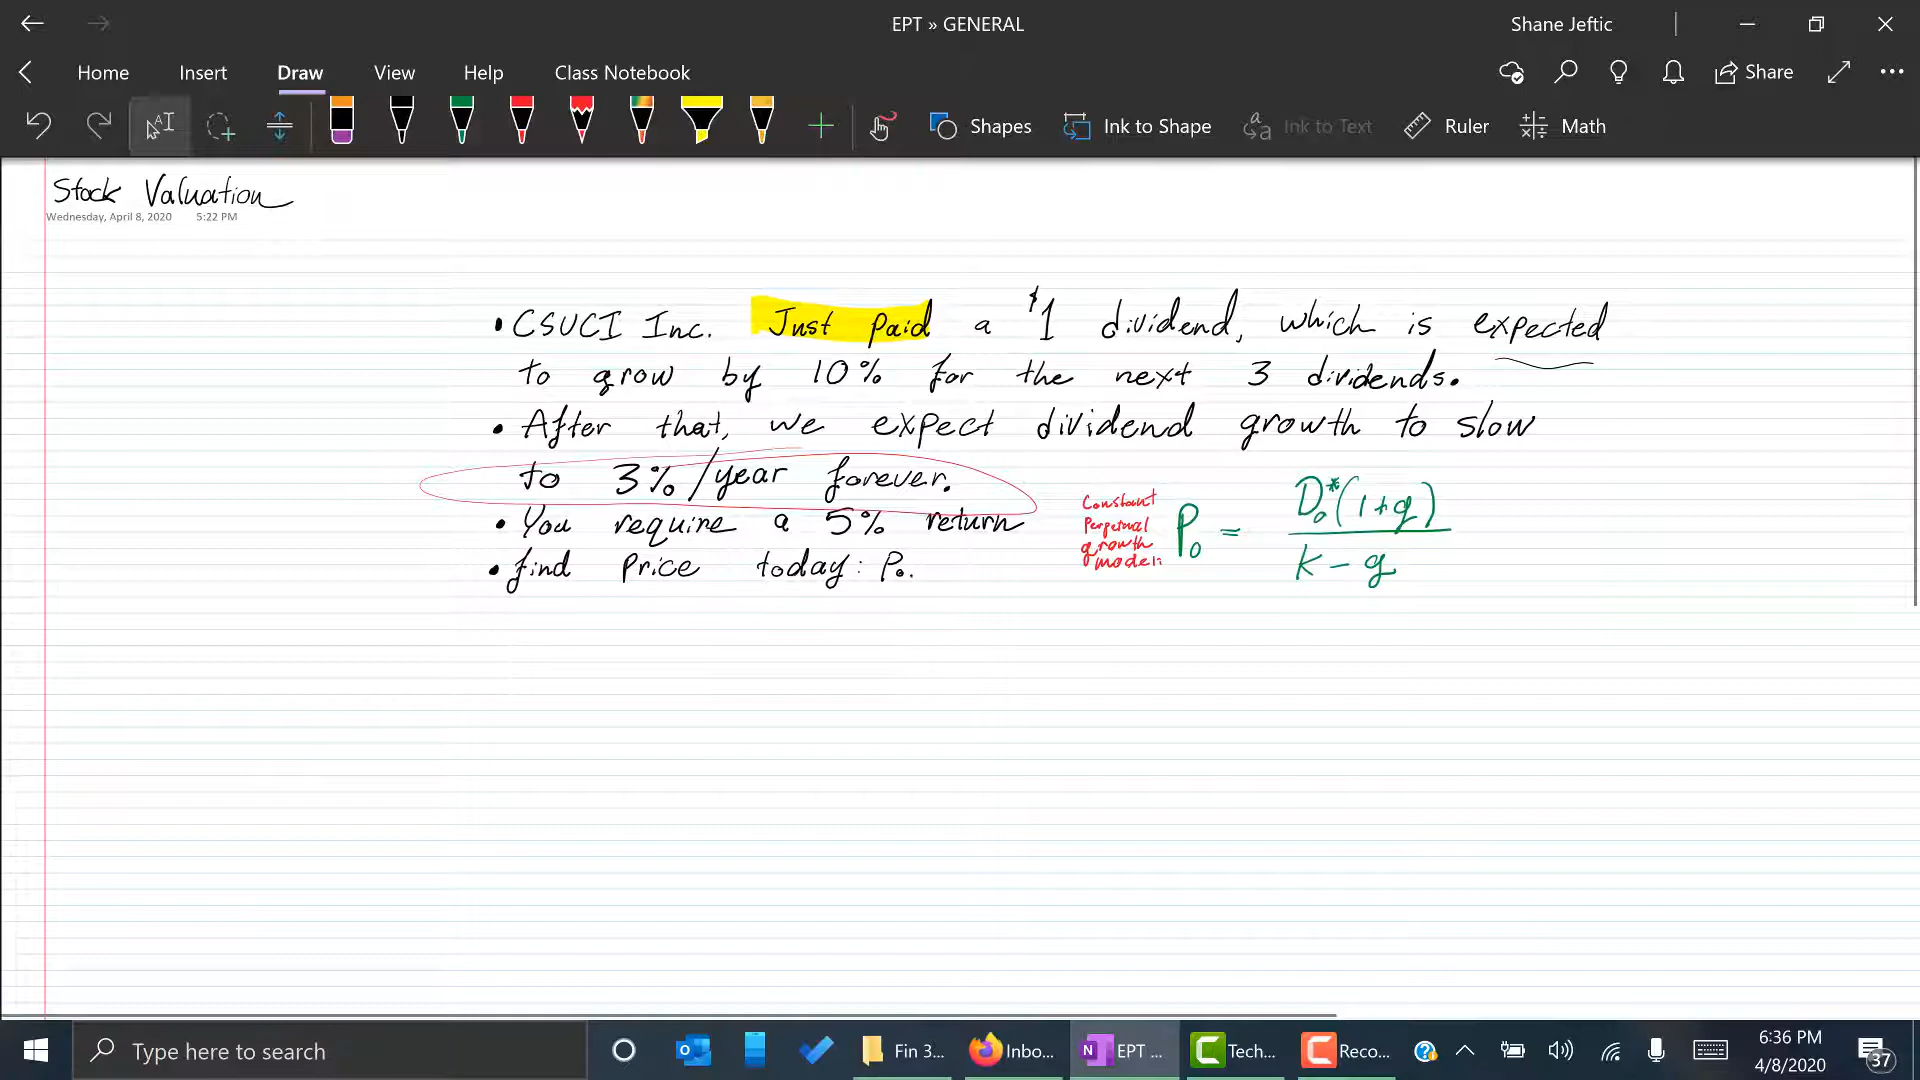 EPT » GENERAL
Shane Jeftic
Home Insert Draw View Help Class Notebook
Share
Shapes Ink to Shape Ink to Text Ruler Math
Stock Valuation
Wednesday, April 8, 2020 5:22 PM
• CSUCI Inc. Just paid a $1 dividend, which is expected
to grow by 10% for the next 3 dividends.
• After that, we expect dividend growth to slow
to 3%/year forever.
• You require a 5% return
• find Price today: P₀.
Constant
Perpetual
growth
model:
P₀ = D₀*(1+g)
k-g
Type here to search
Fin 3...
Inbo...
EPT ...
Tech...
Reco...
6:36 PM
4/8/2020
37